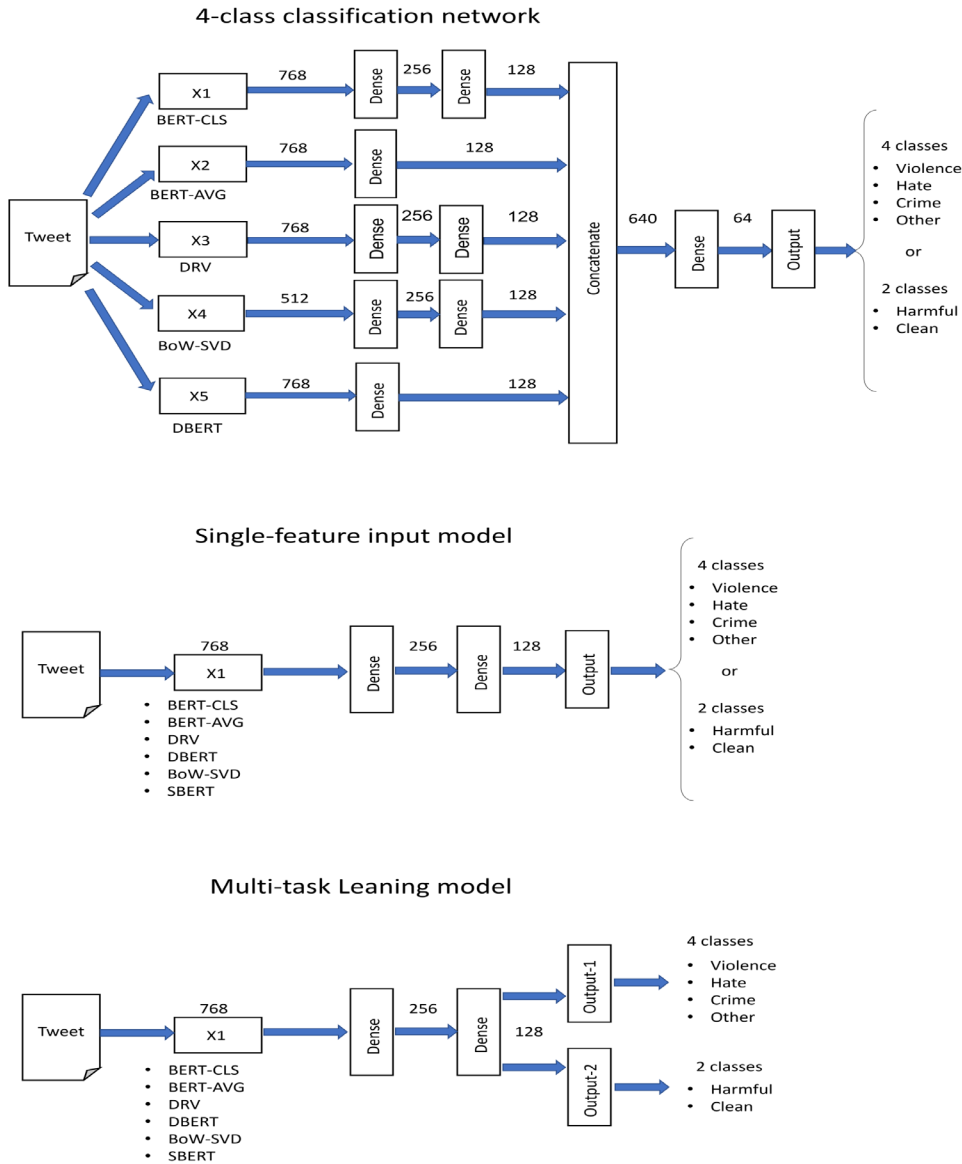 4-class classification network
Tweet
X1
BERT-CLS
768
Dense
256
Dense
128
X2
BERT-AVG
768
Dense
128
X3
DRV
768
Dense
256
Dense
128
X4
BoW-SVD
512
Dense
256
Dense
128
X5
DBERT
768
Dense
128
Concatenate
640
Dense
64
Output
4 classes
• Violence
• Hate
• Crime
• Other
or
2 classes
• Harmful
• Clean
Single-feature input model
Tweet
768
X1
• BERT-CLS
• BERT-AVG
• DRV
• DBERT
• BoW-SVD
• SBERT
Dense
256
Dense
128
Output
4 classes
• Violence
• Hate
• Crime
• Other
or
2 classes
• Harmful
• Clean
Multi-task Leaning model
Tweet
768
X1
• BERT-CLS
• BERT-AVG
• DRV
• DBERT
• BoW-SVD
• SBERT
Dense
256
Dense
128
Output-1
4 classes
• Violence
• Hate
• Crime
• Other
Output-2
2 classes
• Harmful
• Clean